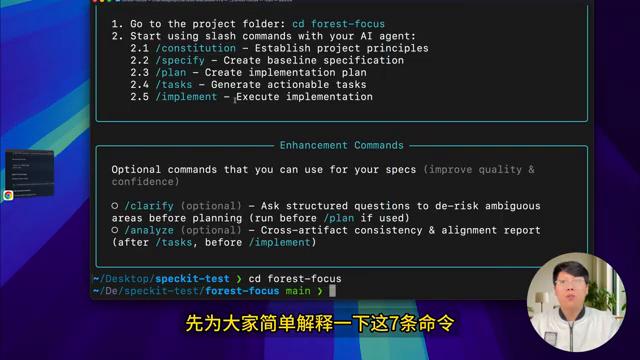 1. Go to the project folder: cd forest-focus
2. Start using slash commands with your AI agent:
2.1 /constitution – Establish project principles
2.2 /specify – Create baseline specification
2.3 /plan – Create implementation plan
2.4 /tasks – Generate actionable tasks
2.5 /implement – Execute implementation
Enhancement Commands
Optional commands that you can use for your specs (improve quality &
confidence)
○ /clarify (optional) – Ask structured questions to de-risk ambiguous
areas before planning (run before /plan if used)
○ /analyze (optional) – Cross-artifact consistency & alignment report
(after /tasks, before /implement)
~/Desktop/speckit-test ❯ cd forest-focus
~/De/speckit-test/forest-focus main ❯
先为大家简单解释一下这7条命令